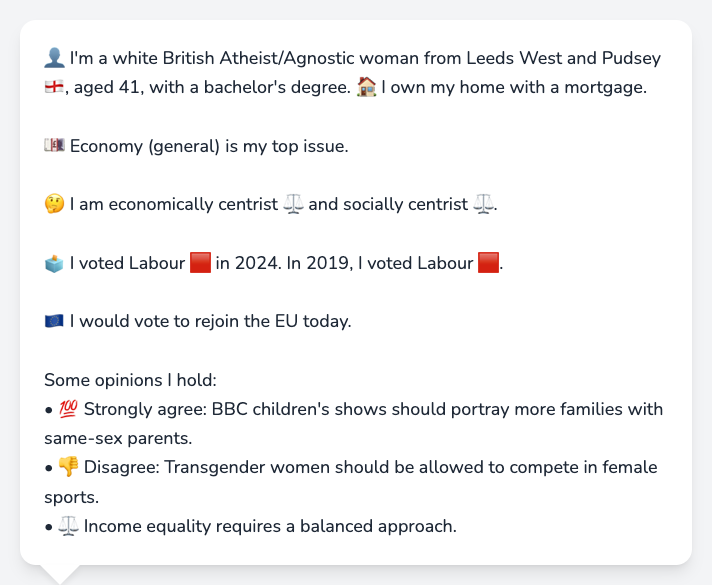 👤 I'm a white British Atheist/Agnostic woman from Leeds West and Pudsey
🏴󠁧󠁢󠁥󠁮󠁧󠁿, aged 41, with a bachelor's degree. 🏠 I own my home with a mortgage.
💷 Economy (general) is my top issue.
🤔 I am economically centrist ⚖️ and socially centrist ⚖️.
🗳️ I voted Labour 🟥 in 2024. In 2019, I voted Labour 🟥.
🇪🇺 I would vote to rejoin the EU today.
Some opinions I hold:
• 💯 Strongly agree: BBC children's shows should portray more families with
same-sex parents.
• 👎 Disagree: Transgender women should be allowed to compete in female
sports.
• ⚖️ Income equality requires a balanced approach.